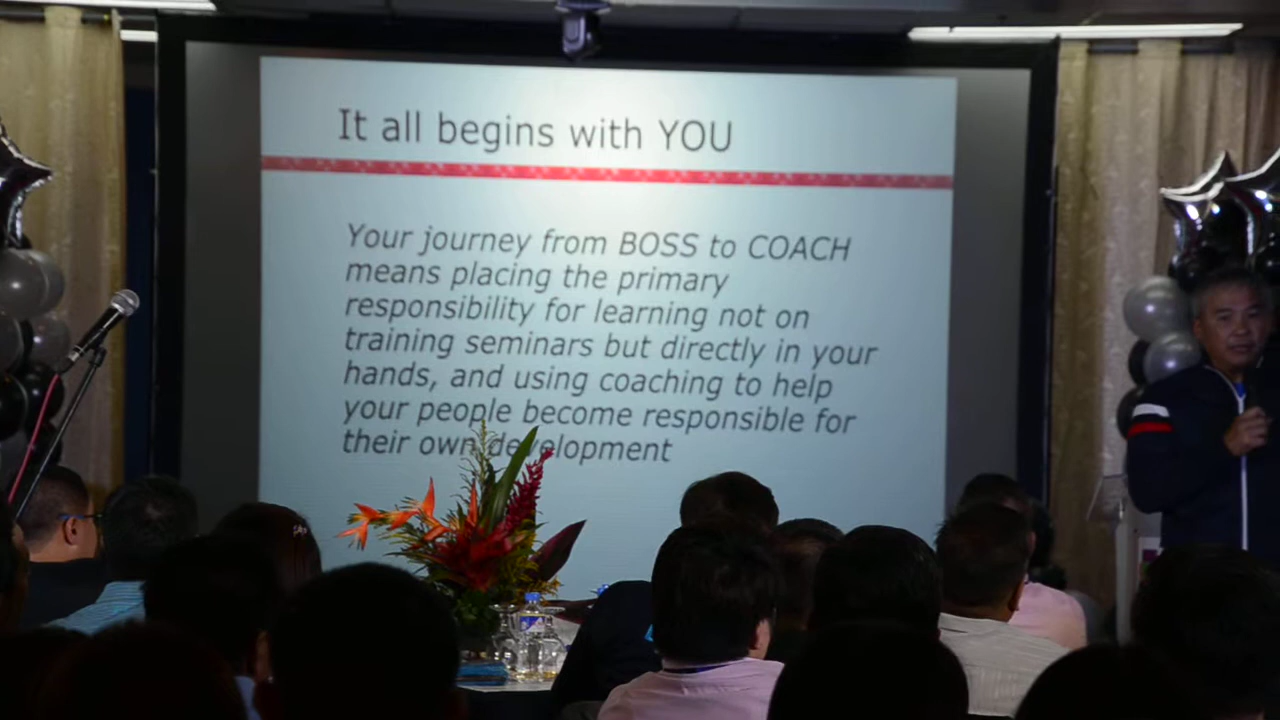 It all begins with YOU
Your journey from BOSS to COACH
means placing the primary
responsibility for learning not on
training seminars but directly in your
hands, and using coaching to help
your people become responsible for
their own development